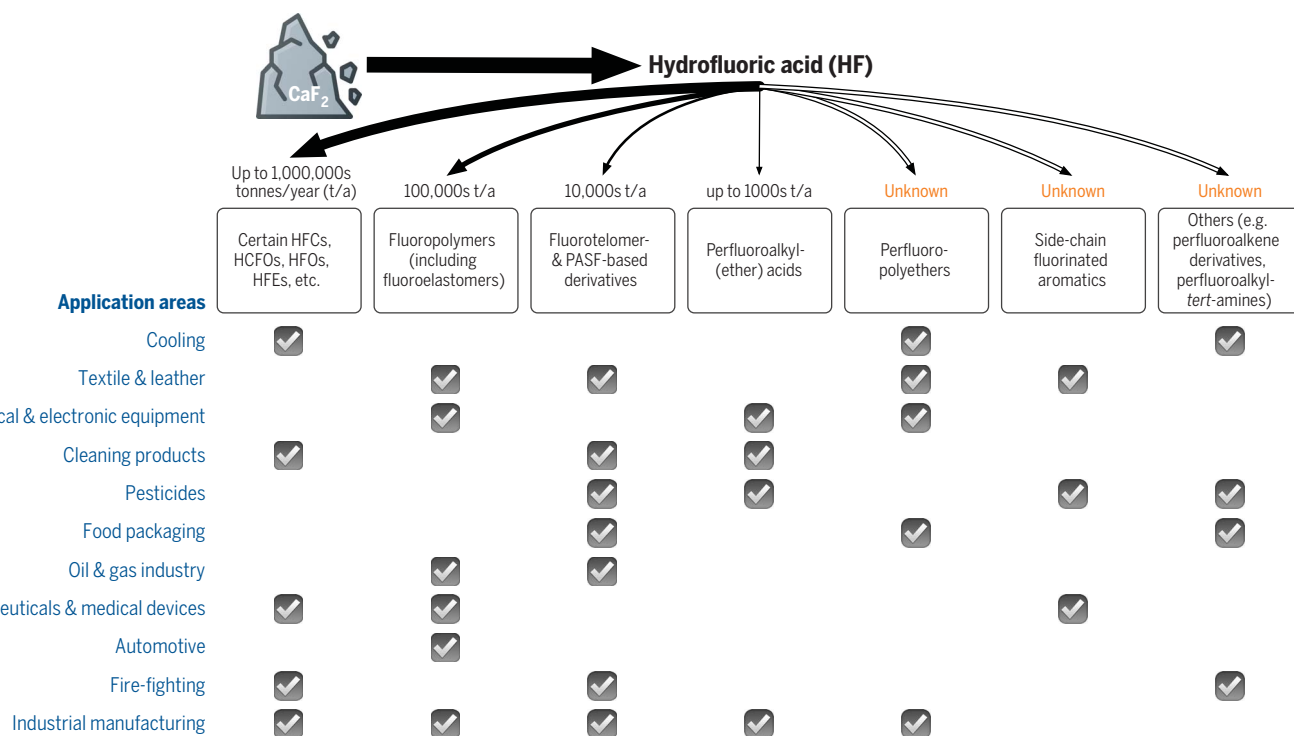 CaF2
Hydrofluoric acid (HF)
Up to 1,000,000s
tonnes/year (t/a)
100,000s t/a
10,000s t/a
up to 1000s t/a
Unknown
Unknown
Unknown
Certain HFCs,
HCFOs, HFOs,
HFEs, etc.
Fluoropolymers
(including
fluoroelastomers)
Fluorotelomer-
& PASF-based
derivatives
Perfluoroalkyl-
(ether) acids
Perfluoro-
polyethers
Side-chain
fluorinated
aromatics
Others (e.g.
perfluoroalkene
derivatives,
perfluoroalkyl-
tert-amines)
Application areas
Cooling
Textile & leather
cal & electronic equipment
Cleaning products
Pesticides
Food packaging
Oil & gas industry
euticals & medical devices
Automotive
Fire-fighting
Industrial manufacturing